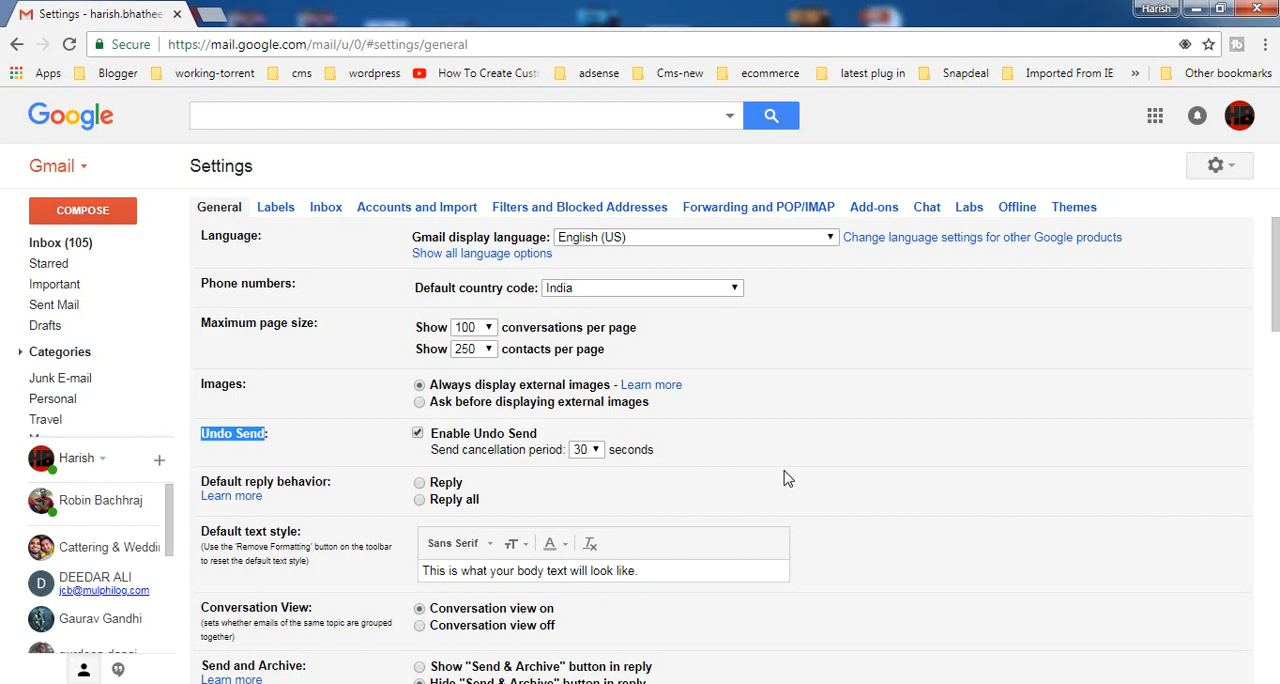 Settings - harish.bhathee
Harish
Secure
https://mail.google.com/mail/u/0/#settings/general
Apps
Blogger
working-torrent
cms
wordpress
How To Create Cust
adsense
Cms-new
ecommerce
latest plug in
Snapdeal
Imported From IE
»
Other bookmarks
Google
HB
Gmail
Settings
COMPOSE
General
Labels
Inbox
Accounts and Import
Filters and Blocked Addresses
Forwarding and POP/IMAP
Add-ons
Chat
Labs
Offline
Themes
Inbox (105)
Starred
Important
Sent Mail
Drafts
Categories
Junk E-mail
Personal
Travel
Harish
Robin Bachhraj
Cattering & Weddi
DEEDAR ALI
jcb@mulphilog.com
D
Gaurav Gandhi
Language:
Gmail display language: English (US)
Change language settings for other Google products
Show all language options
Phone numbers:
Default country code: India
Maximum page size:
Show 100 conversations per page
Show 250 contacts per page
Images:
Always display external images - Learn more
Ask before displaying external images
Undo Send:
Enable Undo Send
Send cancellation period: 30 seconds
Default reply behavior:
Learn more
Reply
Reply all
Default text style:
(Use the 'Remove Formatting' button on the toolbar
to reset the default text style)
Sans Serif
This is what your body text will look like.
Conversation View:
(sets whether emails of the same topic are grouped
together)
Conversation view on
Conversation view off
Send and Archive:
Learn more
Show "Send & Archive" button in reply
Hide "Send & Archive" button in reply